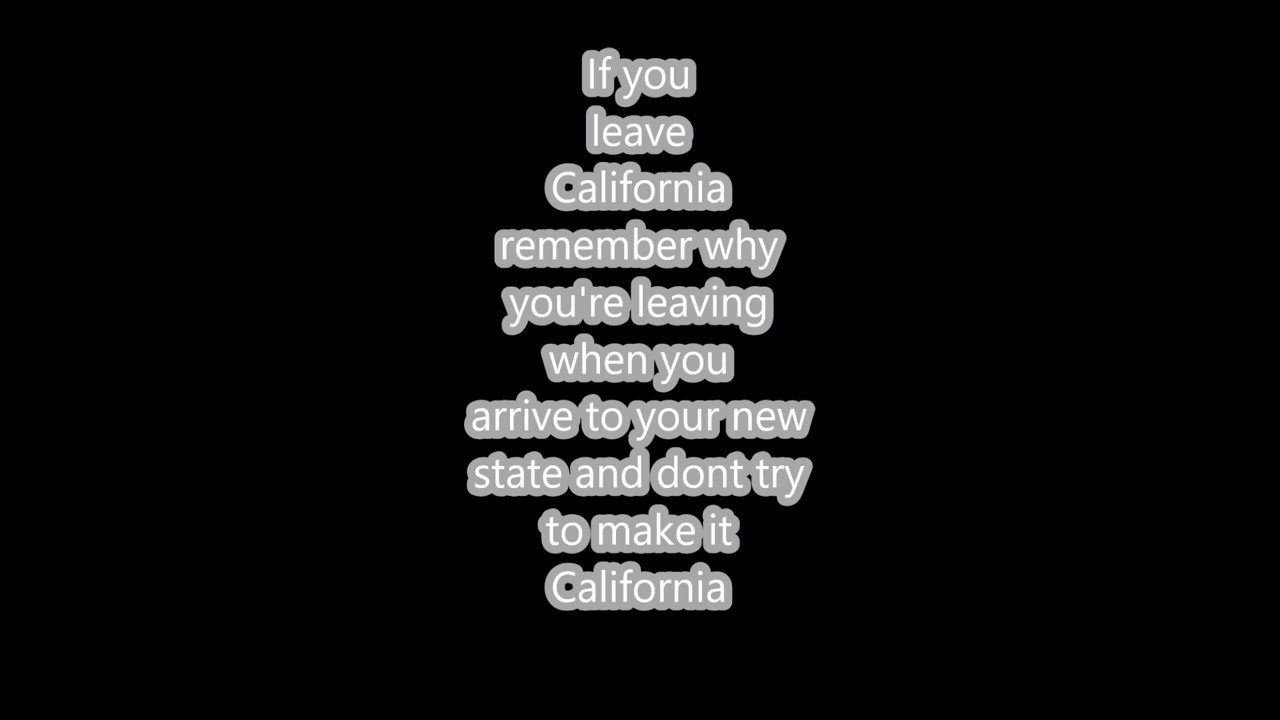 If you
leave
California
remember why
you're leaving
when you
arrive to your new
state and dont try
to make it
California